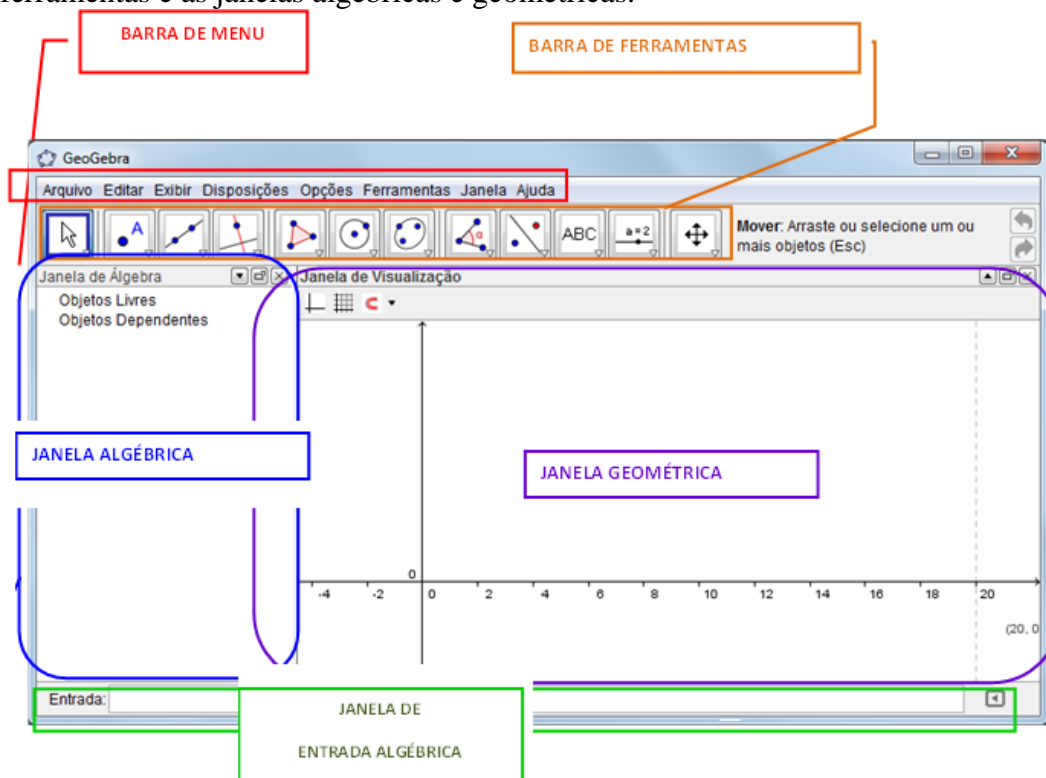 ferramentas e as janelas algébricas e geométricas.
BARRA DE MENU
BARRA DE FERRAMENTAS
GeoGebra
Arquivo Editar Exibir Disposições Opções Ferramentas Janela Ajuda
A
α
ABC
a=2
Mover: Arraste ou selecione um ou
mais objetos (Esc)
Janela de Álgebra
Janela de Visualização
Objetos Livres
Objetos Dependentes
JANELA ALGÉBRICA
JANELA GEOMÉTRICA
0
-4 -2 0 2 4 6 8 10 12 14 16 18 20
(20, 0
Entrada:
JANELA DE
ENTRADA ALGÉBRICA